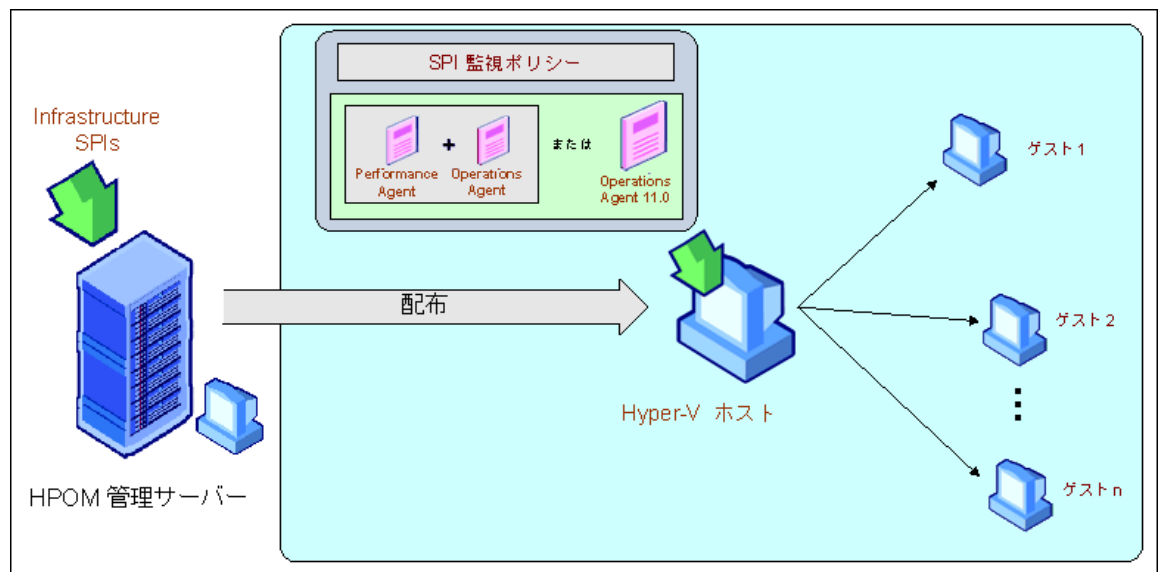 SPI 監視ポリシー
Infrastructure
SPIs
+
または
Performance
Agent
Operations
Agent
Operations
Agent 11.0
ゲスト1
配布
ゲスト2
Hyper-V ホスト
ゲストn
HPOM 管理サーバー